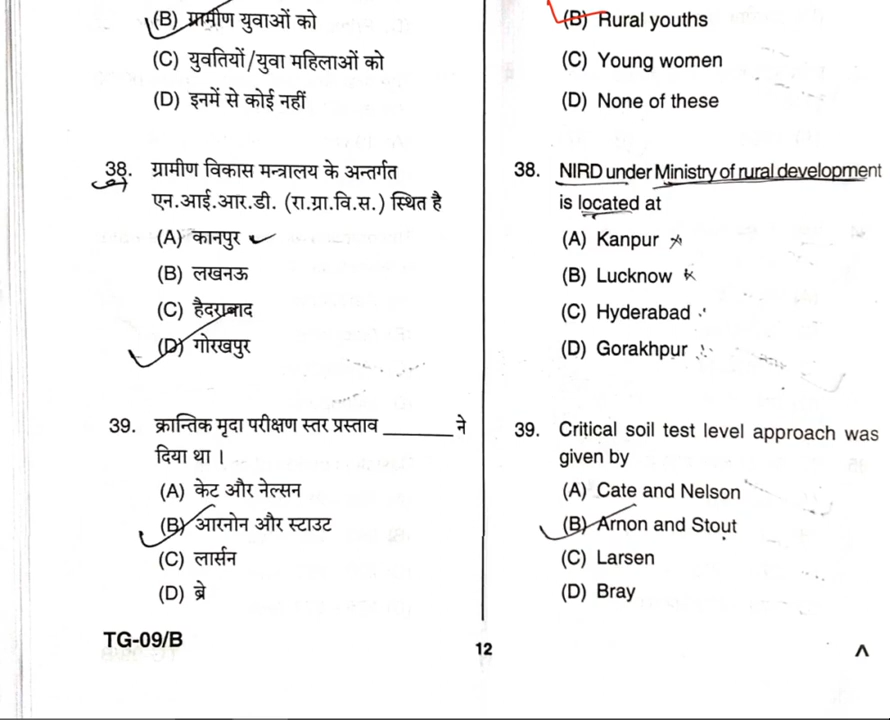 (B) ग्रामीण युवाओं को
(C) युवतियों/युवा महिलाओं को
(D) इनमें से कोई नहीं
38. ग्रामीण विकास मन्त्रालय के अन्तर्गत
एन.आई.आर.डी. (रा.ग्रा.वि.स.) स्थित है
(A) कानपुर
(B) लखनऊ
(C) हैदराबाद
(D) गोरखपुर
39. क्रान्तिक मृदा परीक्षण स्तर प्रस्ताव ________ ने
दिया था ।
(A) केट और नेल्सन
(B) आरनोन और स्टाउट
(C) लार्सन
(D) ब्रे
(B) Rural youths
(C) Young women
(D) None of these
38. NIRD under Ministry of rural development
is located at
(A) Kanpur
(B) Lucknow
(C) Hyderabad
(D) Gorakhpur
39. Critical soil test level approach was
given by
(A) Cate and Nelson
(B) Arnon and Stout
(C) Larsen
(D) Bray
TG-09/B
12